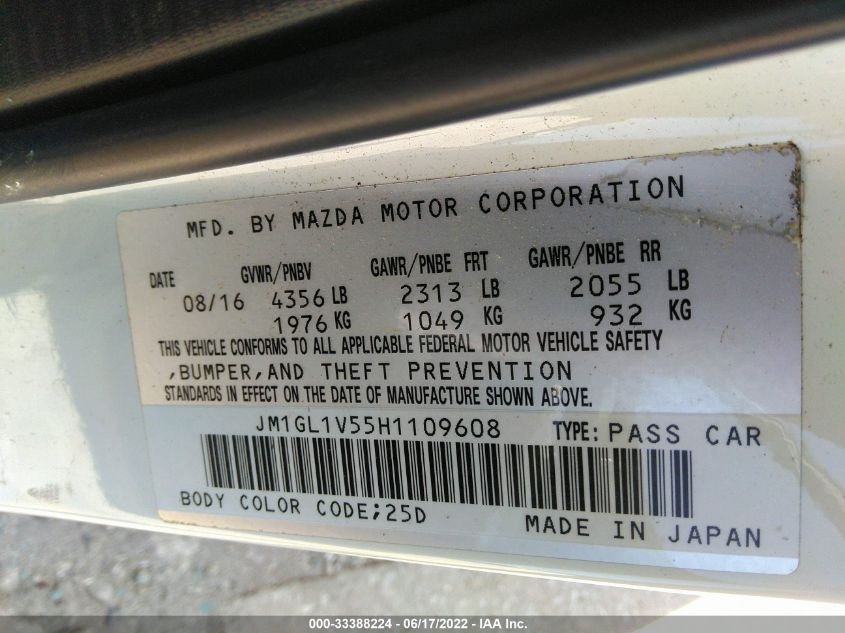 MFD. BY MAZDA MOTOR CORPORATION
DATE GVWR/PNBV GAWR/PNBE FRT GAWR/PNBE RR
08/16 4356 LB 2313 LB 2055 LB
1976 KG 1049 KG 932 KG
THIS VEHICLE CONFORMS TO ALL APPLICABLE FEDERAL MOTOR VEHICLE SAFETY
,BUMPER,AND THEFT PREVENTION
STANDARDS IN EFFECT ON THE DATE OF MANUFACTURE SHOWN ABOVE.
JM1GL1V55H1109608 TYPE: PASS CAR
BODY COLOR CODE;25D
MADE IN JAPAN
000-33388224 - 06/17/2022 - IAA Inc.